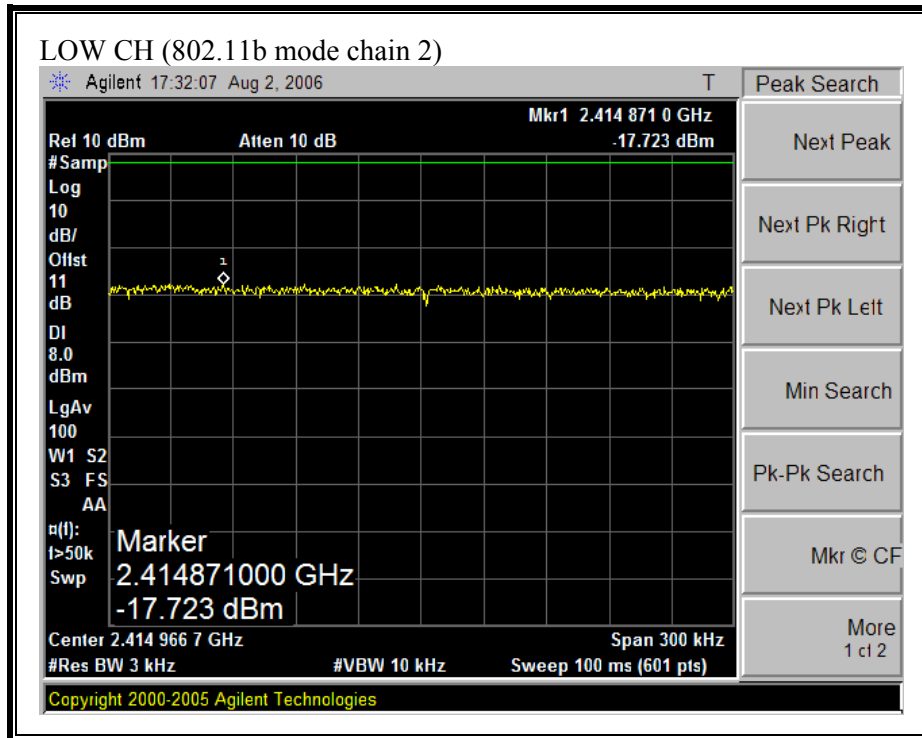 LOW CH (802.11b mode chain 2)
Agilent 17:32:07 Aug 2, 2006 T
Peak Search
Mkr1 2.414 871 0 GHz
Ref 10 dBm Atten 10 dB -17.723 dBm
#Samp
Log
10
dB/
Offst
11
dB
DI
8.0
dBm
LgAv
100
W1 S2
S3 FS
AA
¤(f):
f>50k
Swp
1
Marker
2.414871000 GHz
-17.723 dBm
Center 2.414 966 7 GHz Span 300 kHz
#Res BW 3 kHz #VBW 10 kHz Sweep 100 ms (601 pts)
Copyright 2000-2005 Agilent Technologies
Next Peak
Next Pk Right
Next Pk Left
Min Search
Pk-Pk Search
Mkr © CF
More
1 of 2